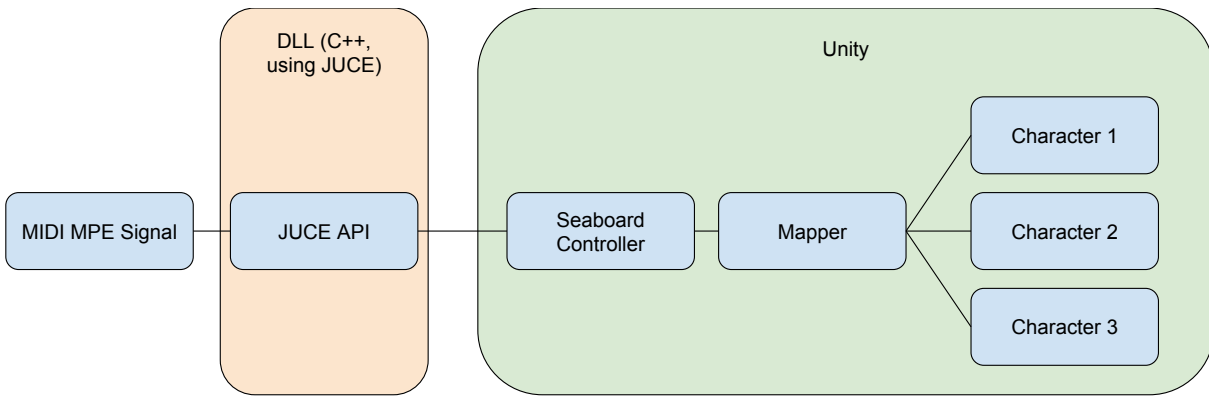 DLL (C++,
using JUCE)
Unity
MIDI MPE Signal
JUCE API
Seaboard
Controller
Mapper
Character 1
Character 2
Character 3